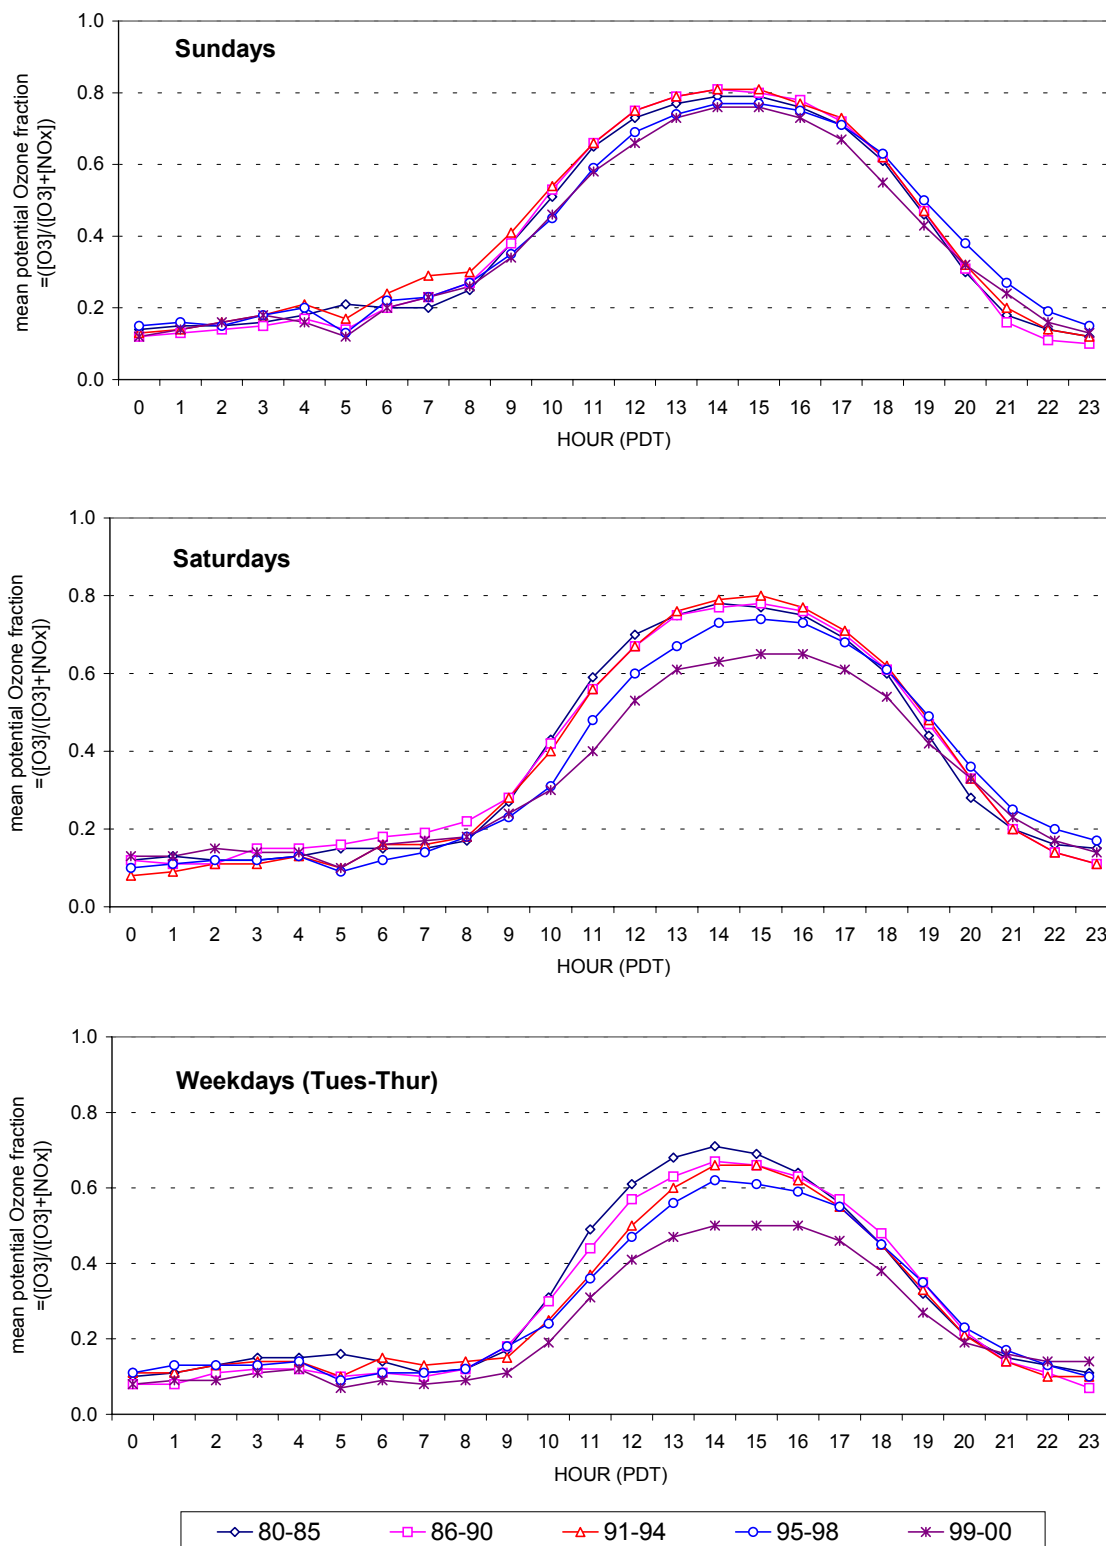 1.0
Sundays
0.8
0.6
0.4
0.2
0.0
mean potential Ozone fraction
=([O3]/([O3]+[NOx])
0 1 2 3 4 5 6 7 8 9 10 11 12 13 14 15 16 17 18 19 20 21 22 23
HOUR (PDT)
1.0
Saturdays
0.8
0.6
0.4
0.2
0.0
mean potential Ozone fraction
=([O3]/([O3]+[NOx])
0 1 2 3 4 5 6 7 8 9 10 11 12 13 14 15 16 17 18 19 20 21 22 23
HOUR (PDT)
1.0
Weekdays (Tues-Thur)
0.8
0.6
0.4
0.2
0.0
mean potential Ozone fraction
=([O3]/([O3]+[NOx])
0 1 2 3 4 5 6 7 8 9 10 11 12 13 14 15 16 17 18 19 20 21 22 23
HOUR (PDT)
80-85 86-90 91-94 95-98 99-00